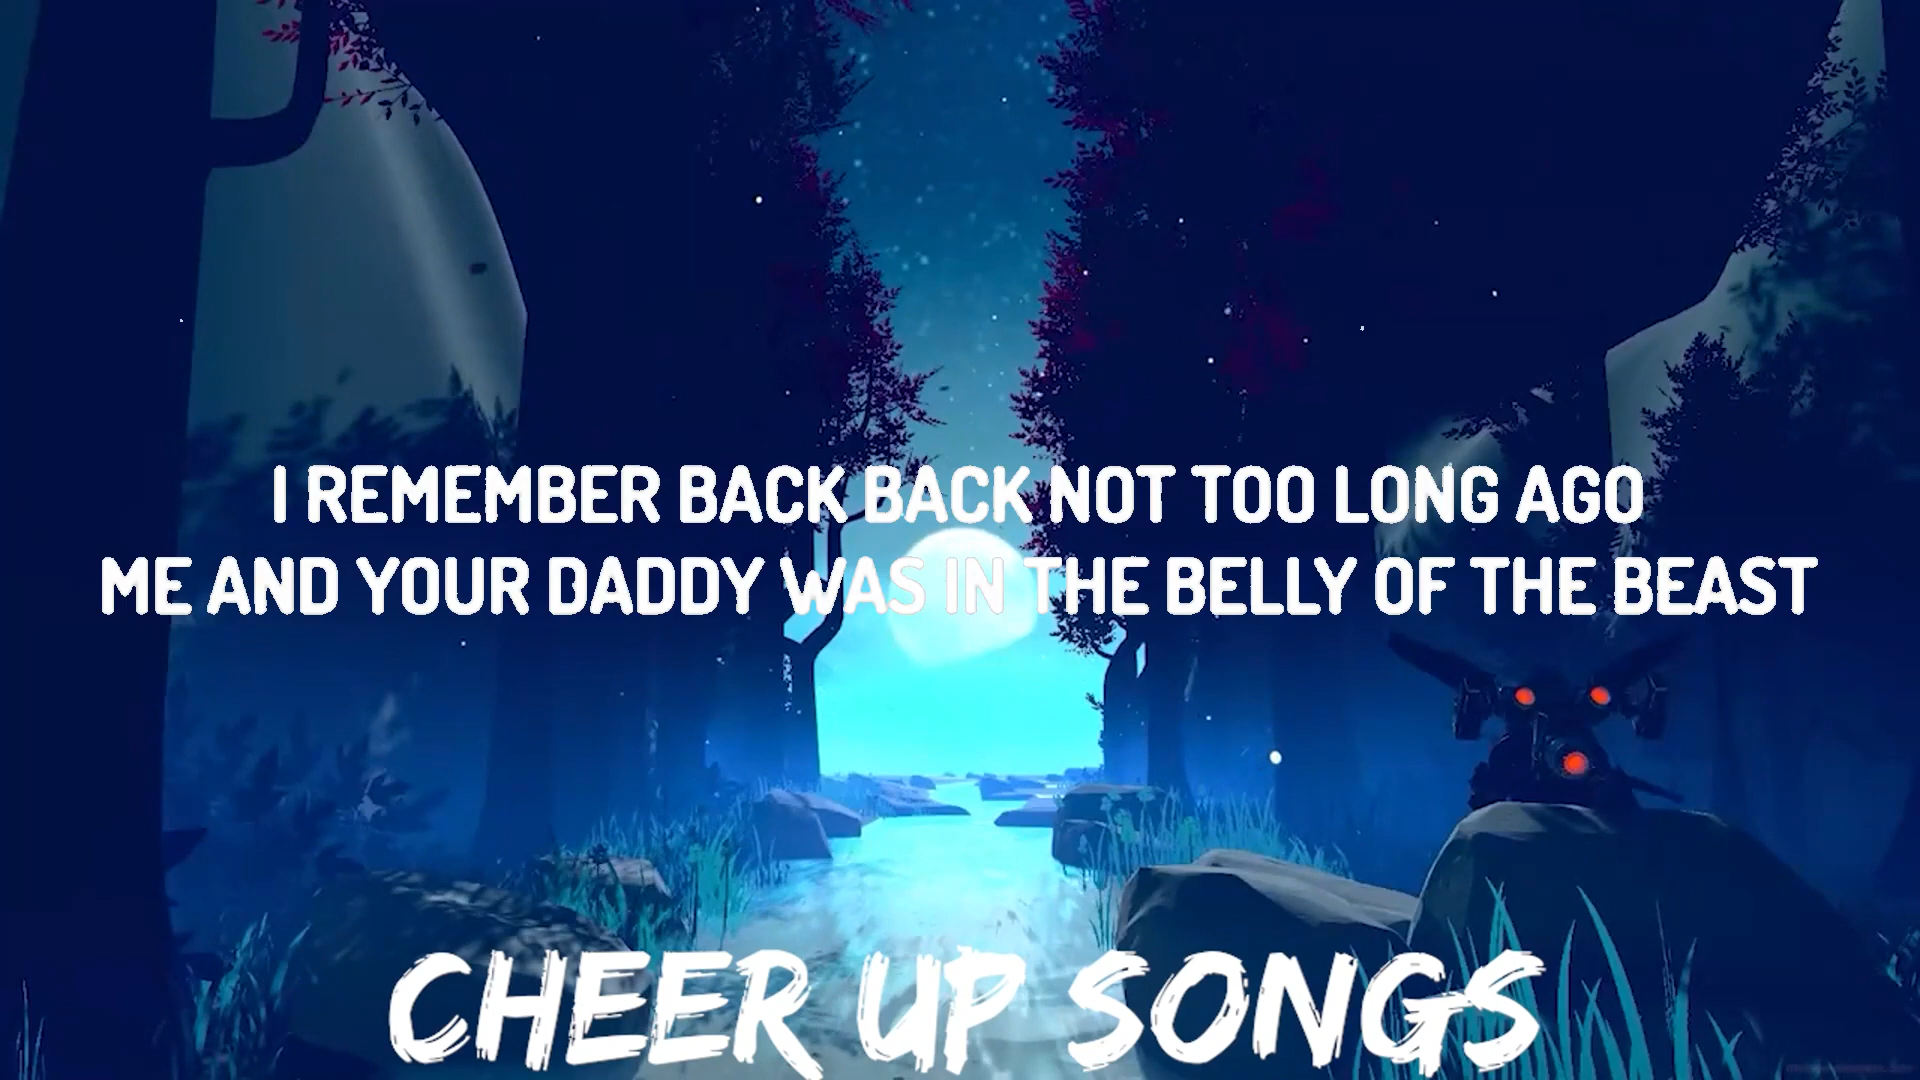 I REMEMBER BACK BACK NOT TOO LONG AGO
ME AND YOUR DADDY WAS IN THE BELLY OF THE BEAST
CHEER UP SONGS